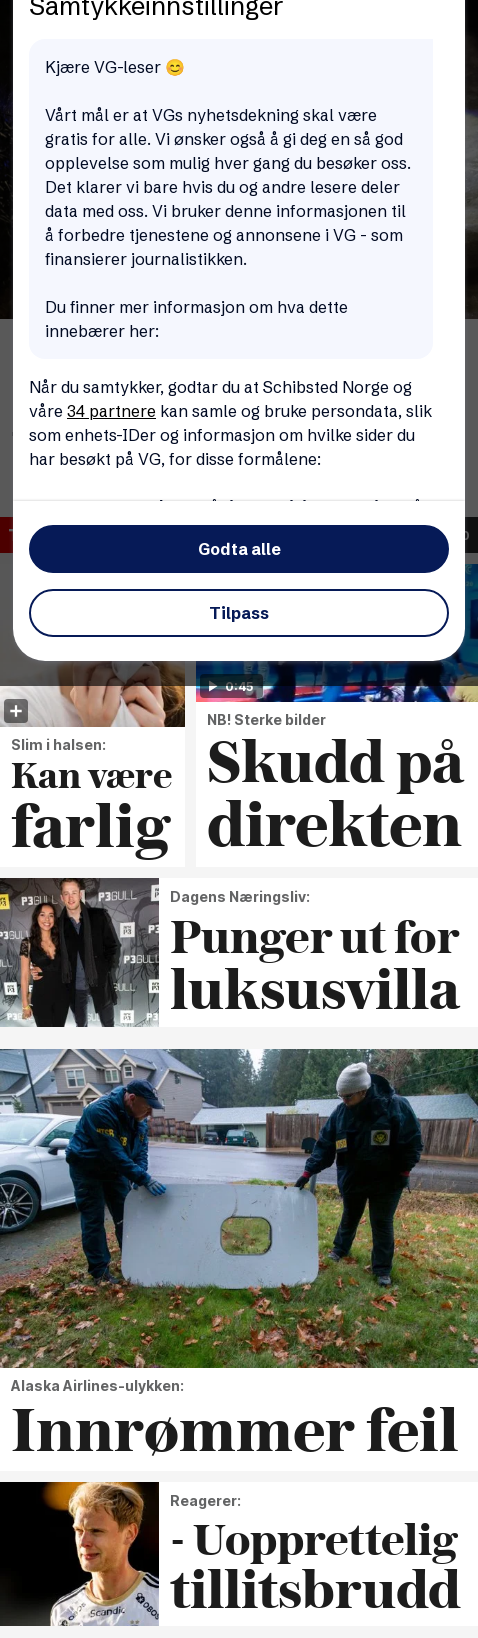 Samtykkeinnstillinger
Kjære VG-leser 😊
Vårt mål er at VGs nyhetsdekning skal være
gratis for alle. Vi ønsker også å gi deg en så god
opplevelse som mulig hver gang du besøker oss.
Det klarer vi bare hvis du og andre lesere deler
data med oss. Vi bruker denne informasjonen til
å forbedre tjenestene og annonsene i VG - som
finansierer journalistikken.
Du finner mer informasjon om hva dette
innebærer her:
Når du samtykker, godtar du at Schibsted Norge og
våre 34 partnere kan samle og bruke persondata, slik
som enhets-IDer og informasjon om hvilke sider du
har besøkt på VG, for disse formålene:
Godta alle
Tilpass
0:45
Slim i halsen:
Kan være
farlig
NB! Sterke bilder
Skudd på
direkten
P3GULL
Dagens Næringsliv:
Punger ut for
luksusvilla
Alaska Airlines-ulykken:
Innrømmer feil
Scandic
OBOS
Reagerer:
- Uopprettelig
tillitsbrudd